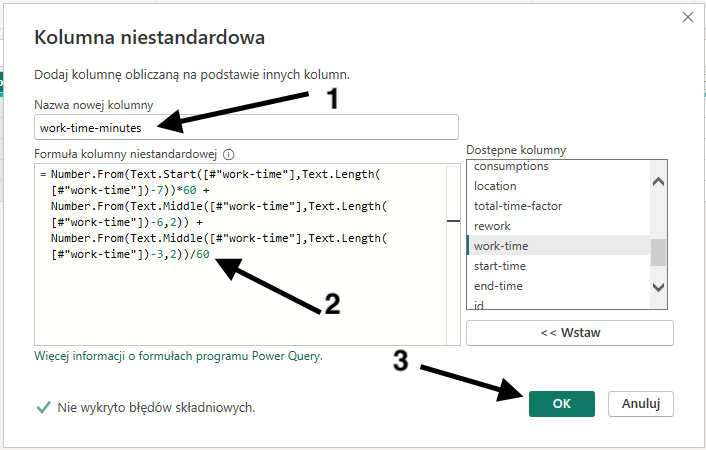 Kolumna niestandardowa
Dodaj kolumnę obliczaną na podstawie innych kolumn.
1
Nazwa nowej kolumny
work-time-minutes
Formuła kolumny niestandardowej
= Number.From(Text.Start([#"work-time"],Text.Length(
[#"work-time"])-7))*60 +
Number.From(Text.Middle([#"work-time"],Text.Length(
[#"work-time"])-6,2)) +
Number.From(Text.Middle([#"work-time"],Text.Length(
[#"work-time"])-3,2))/60
2
Dostępne kolumny
consumptions
location
total-time-factor
rework
work-time
start-time
end-time
id
<< Wstaw
Więcej informacji o formułach programu Power Query.
3
Nie wykryto błędów składniowych.
OK
Anuluj